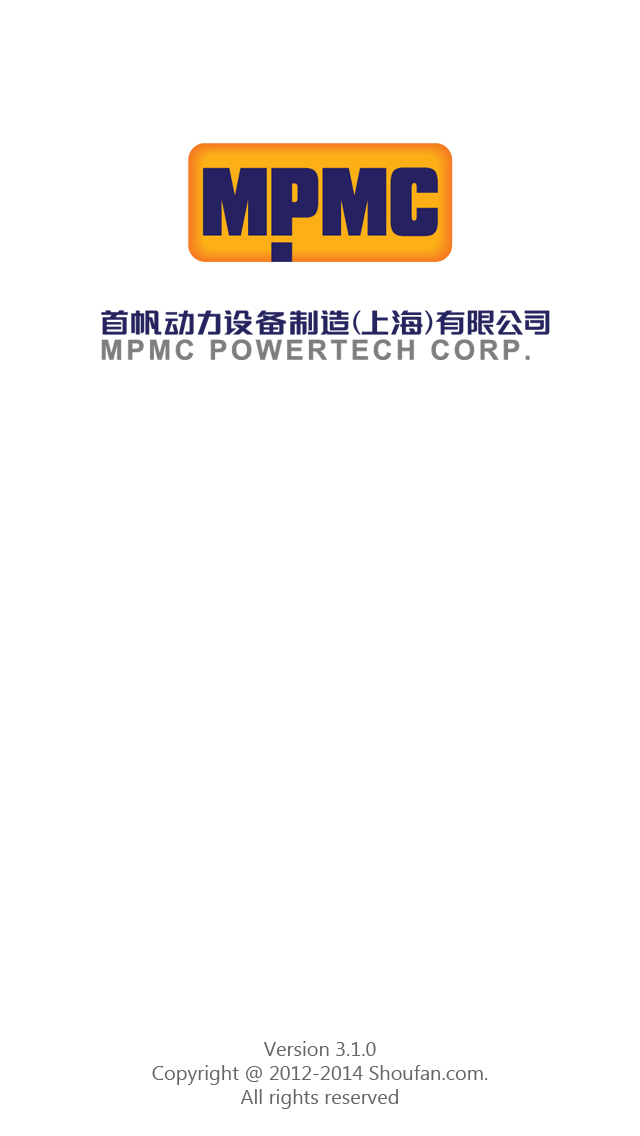 MPMC
首帆动力设备制造(上海)有限公司
MPMC POWERTECH CORP.
Version 3.1.0
Copyright @ 2012-2014 Shoufan.com.
All rights reserved